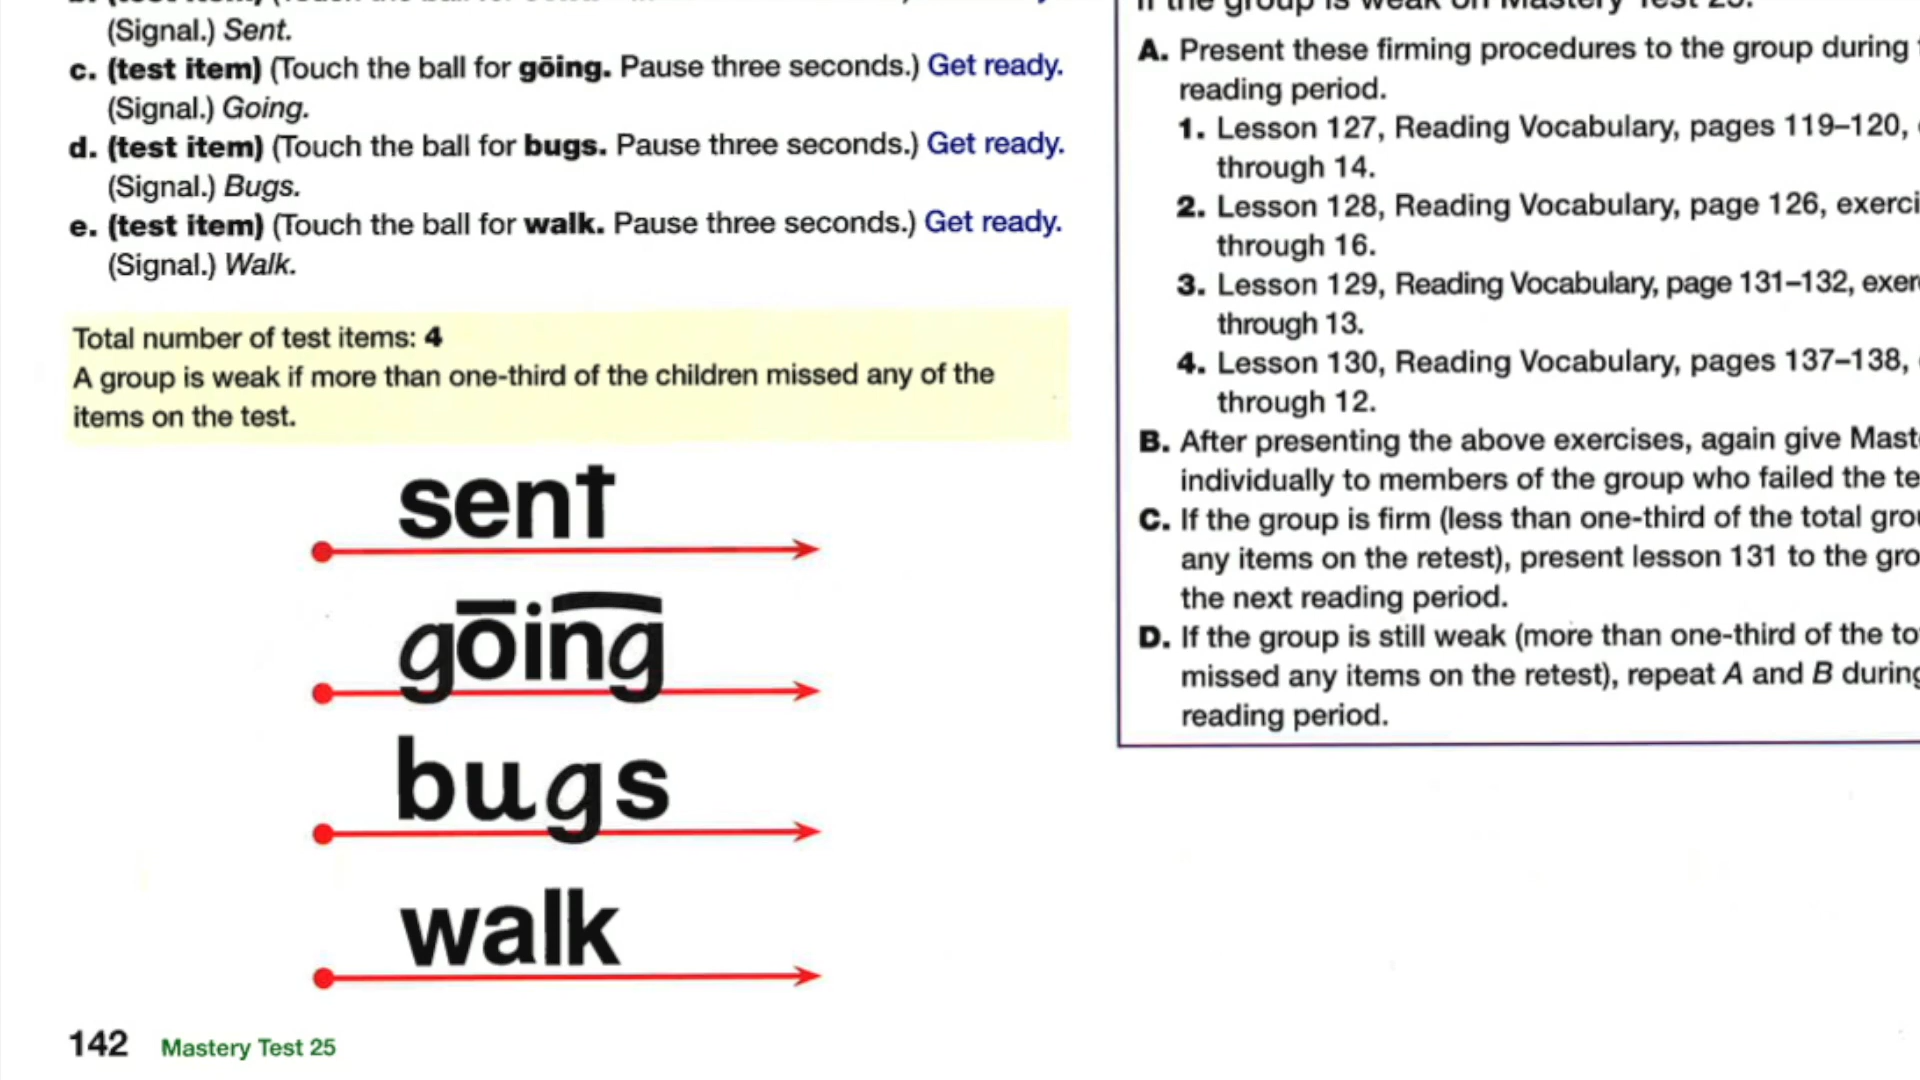 (Signal.) Sent.
c. (test item) (Touch the ball for gōing. Pause three seconds.) Get ready.
(Signal.) Going.
d. (test item) (Touch the ball for bugs. Pause three seconds.) Get ready.
(Signal.) Bugs.
e. (test item) (Touch the ball for walk. Pause three seconds.) Get ready.
(Signal.) Walk.
Total number of test items: 4
A group is weak if more than one-third of the children missed any of the
items on the test.
sent
gōing
bugs
walk
142 Mastery Test 25
If the group is weak on Mastery Test 25:
A. Present these firming procedures to the group during
reading period.
1. Lesson 127, Reading Vocabulary, pages 119–120,
through 14.
2. Lesson 128, Reading Vocabulary, page 126,
through 16.
3. Lesson 129, Reading Vocabulary, page 131–132,
through 13.
4. Lesson 130, Reading Vocabulary, pages 137–138,
through 12.
B. After presenting the above exercises, again give
individually to members of the group who failed the
C. If the group is firm (less than one-third of the total
any items on the retest), present lesson 131 to the
the next reading period.
D. If the group is still weak (more than one-third of the
missed any items on the retest), repeat A and B during
reading period.